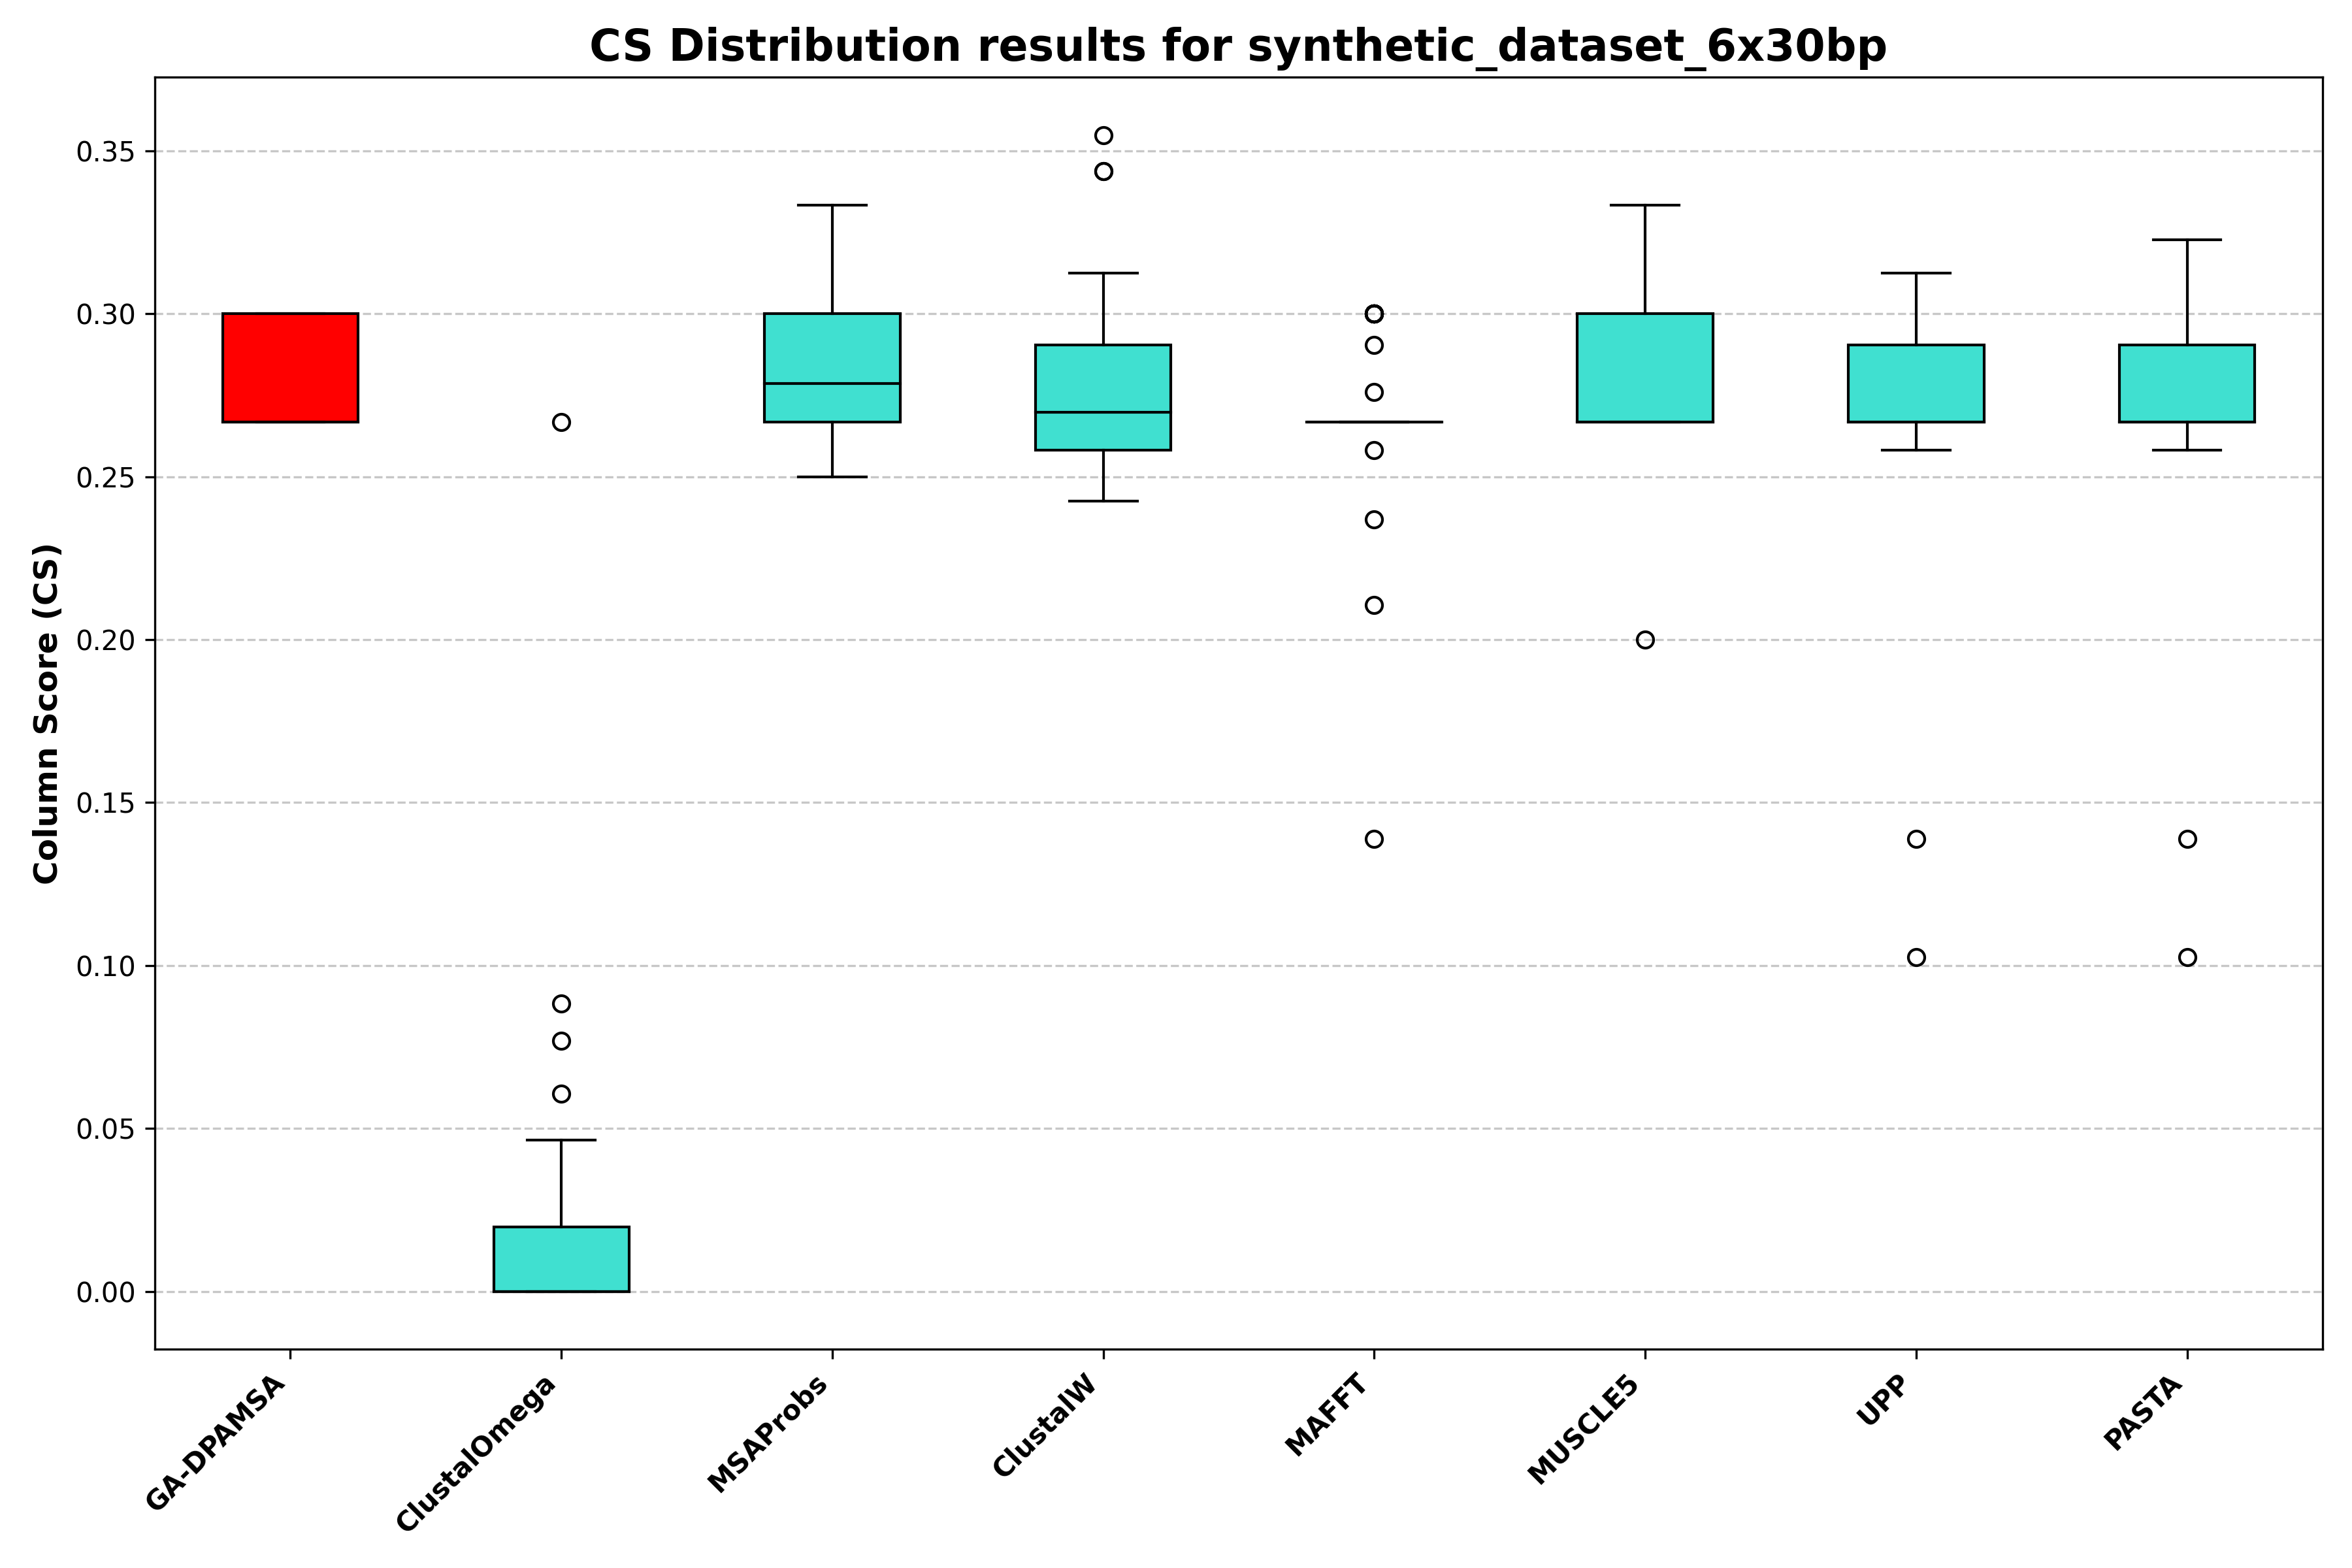 CS Distribution results for synthetic_dataset_6x30bp
Column Score (CS)
0.35
0.30
0.25
0.20
0.15
0.10
0.05
0.00
GA-DPAMSA
ClustalOmega
MSAProbs
ClustalW
MAFFT
MUSCLE5
UPP
PASTA